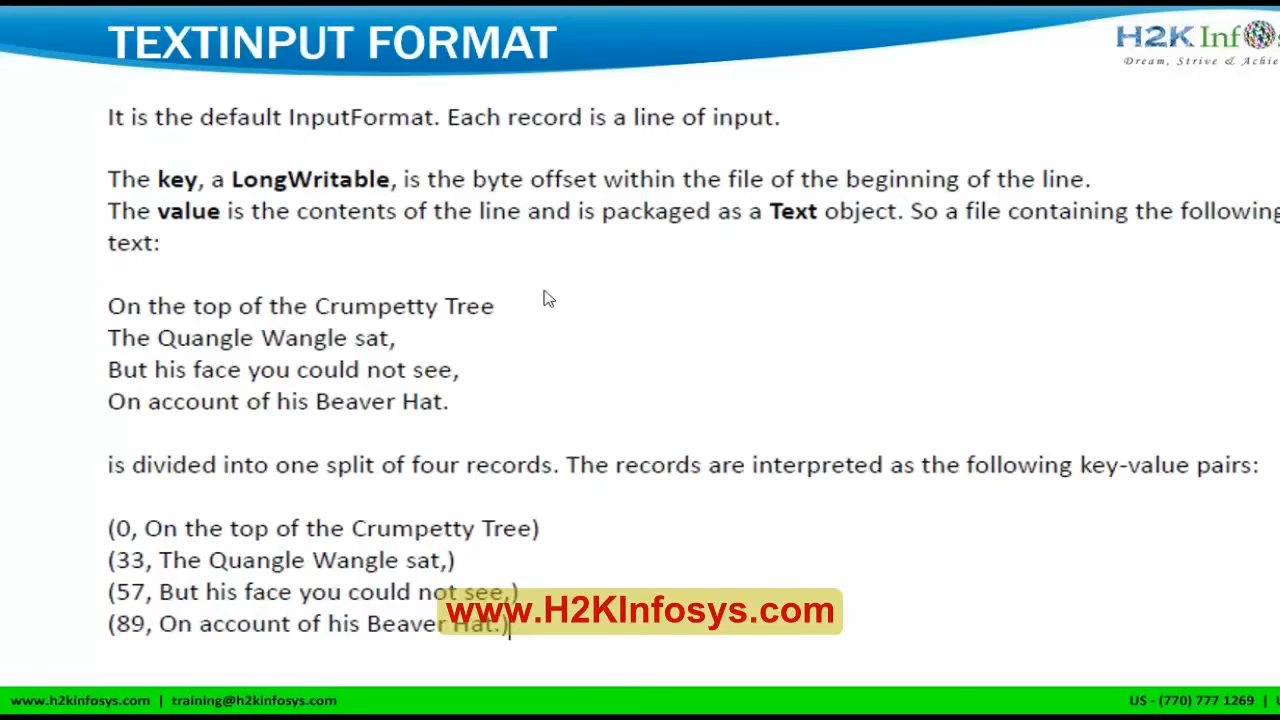 TEXTINPUT FORMAT
H2K Infos
Dream, Strive & Achie
It is the default InputFormat. Each record is a line of input.
The key, a LongWritable, is the byte offset within the file of the beginning of the line.
The value is the contents of the line and is packaged as a Text object. So a file containing the following
text:
On the top of the Crumpetty Tree
The Quangle Wangle sat,
But his face you could not see,
On account of his Beaver Hat.
is divided into one split of four records. The records are interpreted as the following key-value pairs:
(0, On the top of the Crumpetty Tree)
(33, The Quangle Wangle sat,)
(57, But his face you could not see,)
(89, On account of his Beaver Hat.)
www.H2KInfosys.com
www.h2kinfosys.com | training@h2kinfosys.com
US - (770) 777 1269 |